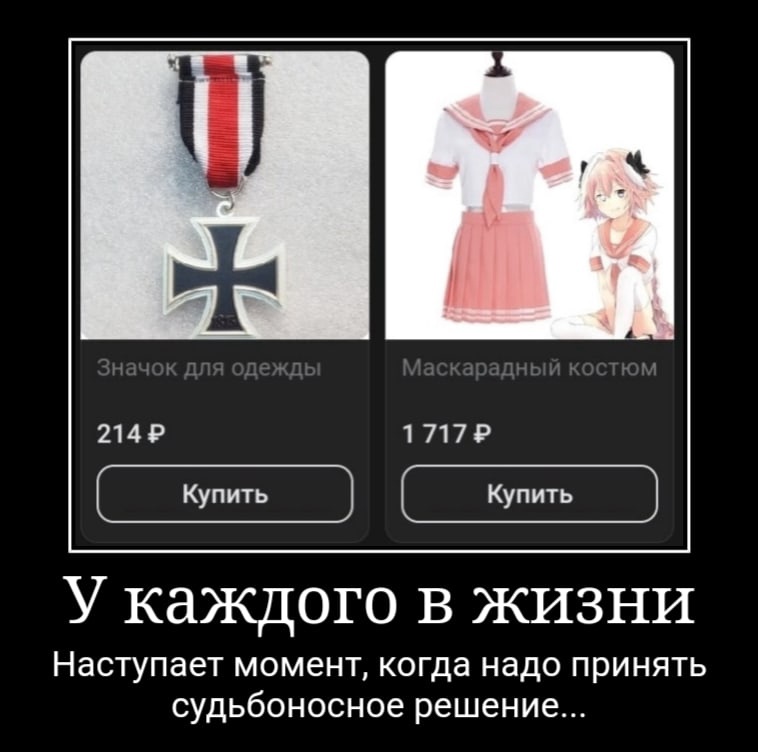 Значок для одежды
214 ₽
Купить
Маскарадный костюм
1 717 ₽
Купить
У каждого в жизни
Наступает момент, когда надо принять
судьбоносное решение...